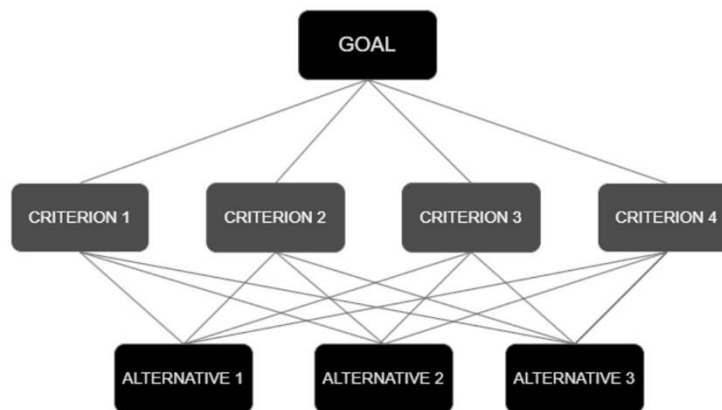 GOAL
CRITERION 1
CRITERION 2
CRITERION 3
CRITERION 4
ALTERNATIVE 1
ALTERNATIVE 2
ALTERNATIVE 3